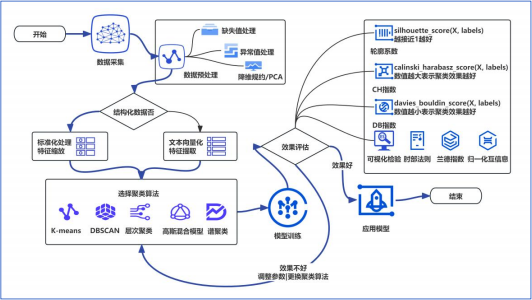 开始
数据采集
数据预处理
缺失值处理
异常值处理
降维规约/PCA
结构化数据否
标准化处理
特征缩放
文本向量化
特征提取
选择聚类算法
K-means
DBSCAN
层次聚类
高斯混合模型
谱聚类
模型训练
效果评估
效果好
效果不好
调整参数|更换聚类算法
silhouette_score(X, labels)
越接近1越好
轮廓系数
calinski_harabasz_score(X, labels)
数值越大表示聚类效果越好
CH指数
davies_bouldin_score(X, labels)
数值越小表示聚类效果越好
DB指数
可视化检验
肘部法则
兰德指数
归一化互信息
应用模型
结束